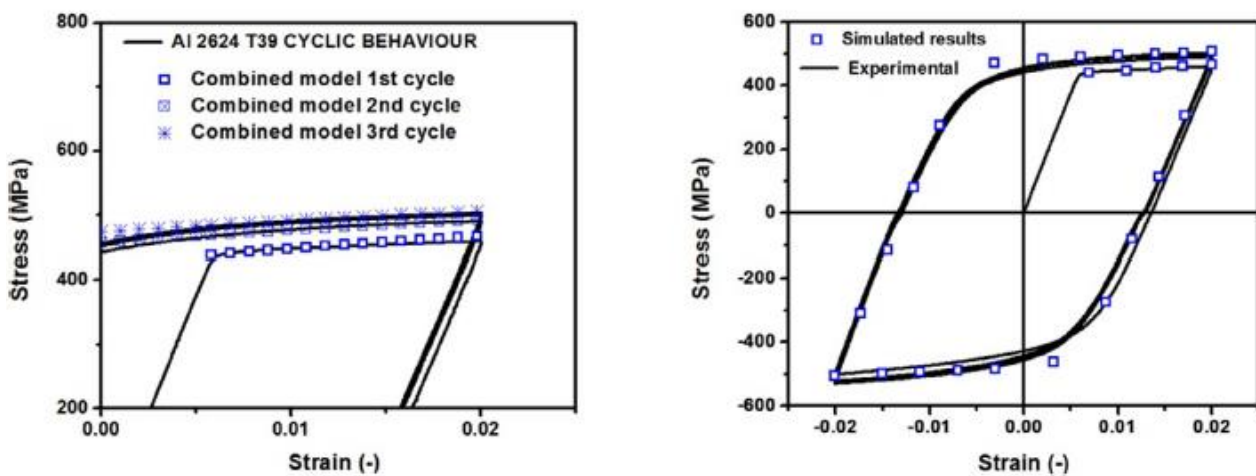 800
600
400
200
Stress (MPa)
0.00
0.01
0.02
Strain (-)
Al 2624 T39 CYCLIC BEHAVIOUR
Combined model 1st cycle
Combined model 2nd cycle
Combined model 3rd cycle
600
400
200
0
-200
-400
-600
Stress (MPa)
-0.02
-0.01
0.00
0.01
0.02
Strain (-)
Simulated results
Experimental